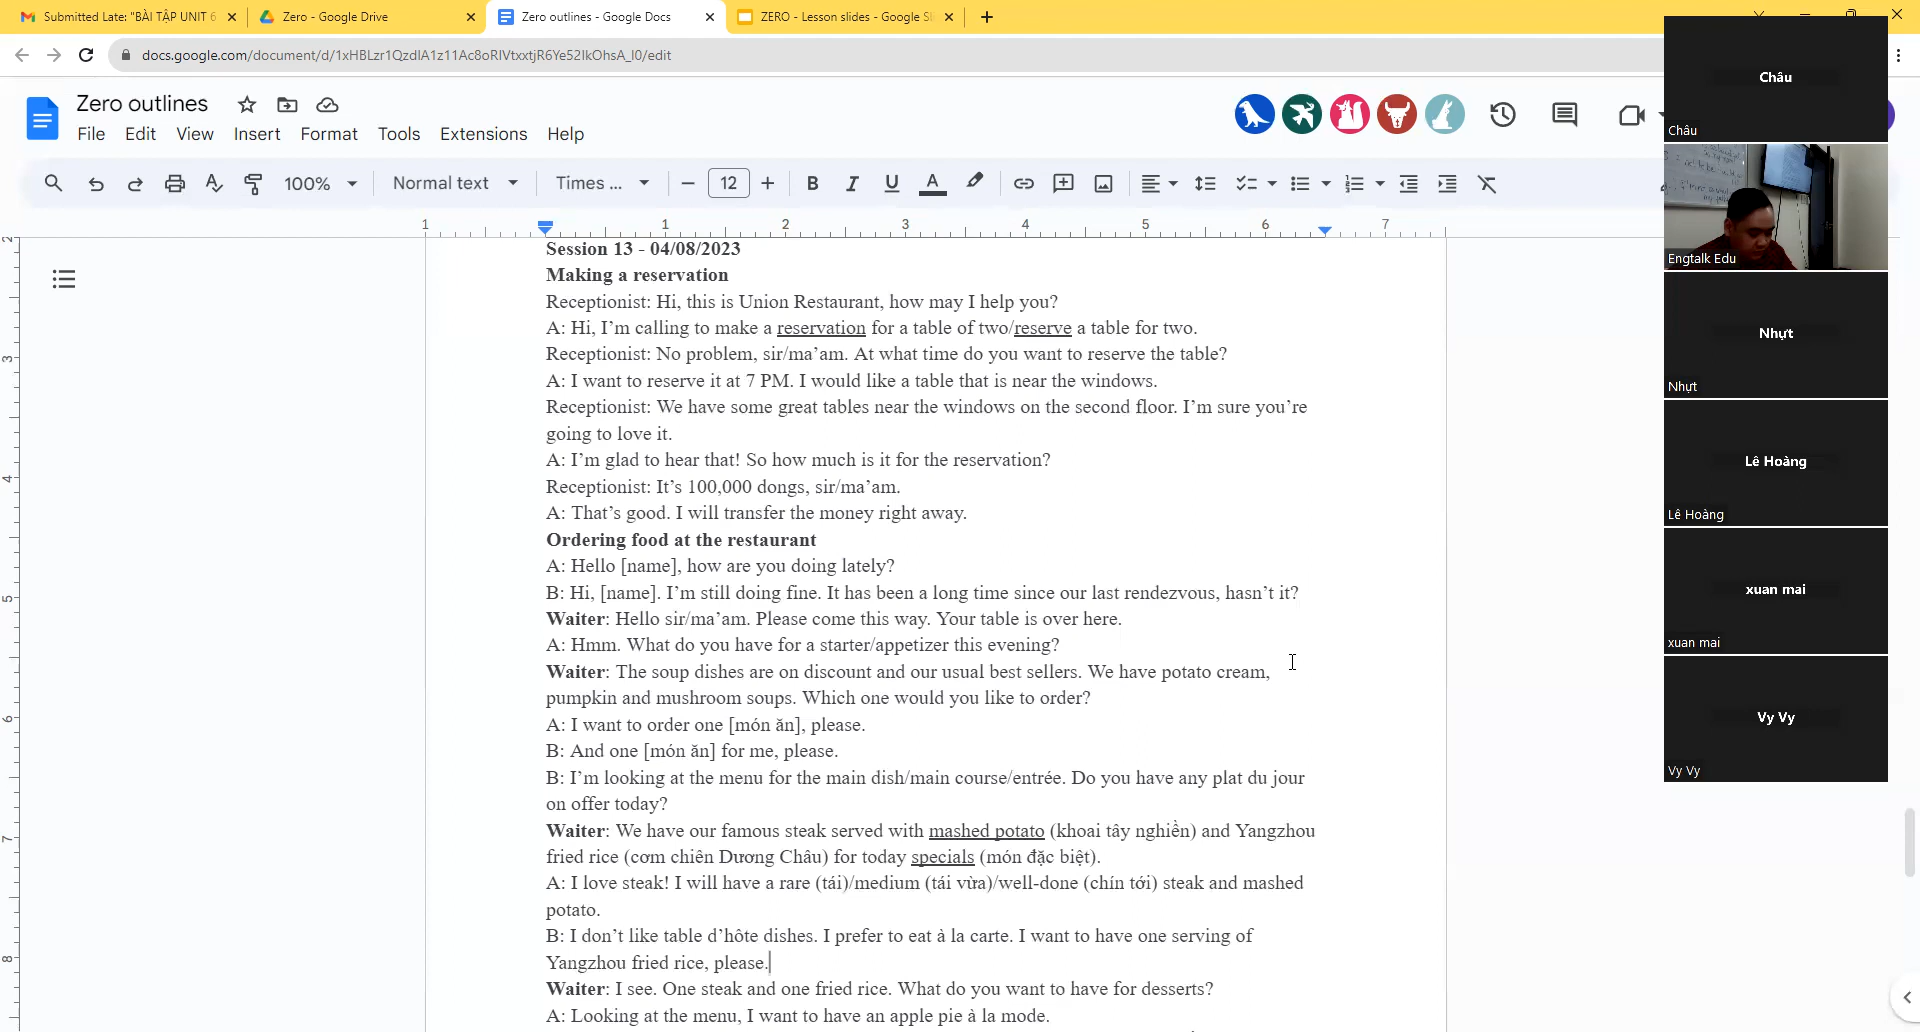 Submitted Late: "BÀI TẬP UNIT 6
Zero - Google Drive
Zero outlines - Google Docs
ZERO - Lesson slides - Google Sl
docs.google.com/document/d/1xHBLzr1QzdIA1z11Ac8oRIVtxxtjR6Ye52IkOhsA_I0/edit
Zero outlines
File Edit View Insert Format Tools Extensions Help
100% Normal text Times ... 12 B I U A
1 1 2 3 4 5 6 7
2
3
4
5
6
7
8
Session 13 - 04/08/2023
Making a reservation
Receptionist: Hi, this is Union Restaurant, how may I help you?
A: Hi, I’m calling to make a reservation for a table of two/reserve a table for two.
Receptionist: No problem, sir/ma’am. At what time do you want to reserve the table?
A: I want to reserve it at 7 PM. I would like a table that is near the windows.
Receptionist: We have some great tables near the windows on the second floor. I’m sure you’re
going to love it.
A: I’m glad to hear that! So how much is it for the reservation?
Receptionist: It’s 100,000 dongs, sir/ma’am.
A: That’s good. I will transfer the money right away.
Ordering food at the restaurant
A: Hello [name], how are you doing lately?
B: Hi, [name]. I’m still doing fine. It has been a long time since our last rendezvous, hasn’t it?
Waiter: Hello sir/ma’am. Please come this way. Your table is over here.
A: Hmm. What do you have for a starter/appetizer this evening?
Waiter: The soup dishes are on discount and our usual best sellers. We have potato cream,
pumpkin and mushroom soups. Which one would you like to order?
A: I want to order one [món ăn], please.
B: And one [món ăn] for me, please.
B: I’m looking at the menu for the main dish/main course/entrée. Do you have any plat du jour
on offer today?
Waiter: We have our famous steak served with mashed potato (khoai tây nghiền) and Yangzhou
fried rice (cơm chiên Dương Châu) for today specials (món đặc biệt).
A: I love steak! I will have a rare (tái)/medium (tái vừa)/well-done (chín tới) steak and mashed
potato.
B: I don’t like table d’hôte dishes. I prefer to eat à la carte. I want to have one serving of
Yangzhou fried rice, please.
Waiter: I see. One steak and one fried rice. What do you want to have for desserts?
A: Looking at the menu, I want to have an apple pie à la mode.
Châu
Châu
Engtalk Edu
Nhựt
Nhựt
Lê Hoàng
Lê Hoàng
xuan mai
xuan mai
Vy Vy
Vy Vy